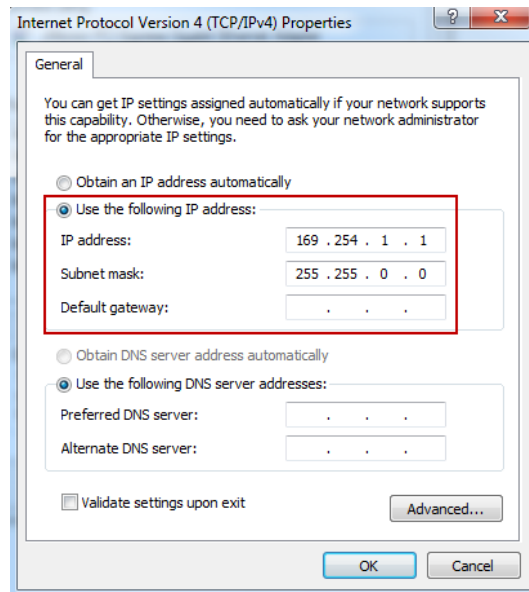 Internet Protocol Version 4 (TCP/IPv4) Properties
?
X
General
You can get IP settings assigned automatically if your network supports
this capability. Otherwise, you need to ask your network administrator
for the appropriate IP settings.
Obtain an IP address automatically
Use the following IP address:
IP address: 169 . 254 . 1 . 1
Subnet mask: 255 . 255 . 0 . 0
Default gateway: . . .
Obtain DNS server address automatically
Use the following DNS server addresses:
Preferred DNS server: . . .
Alternate DNS server: . . .
Validate settings upon exit
Advanced...
OK Cancel